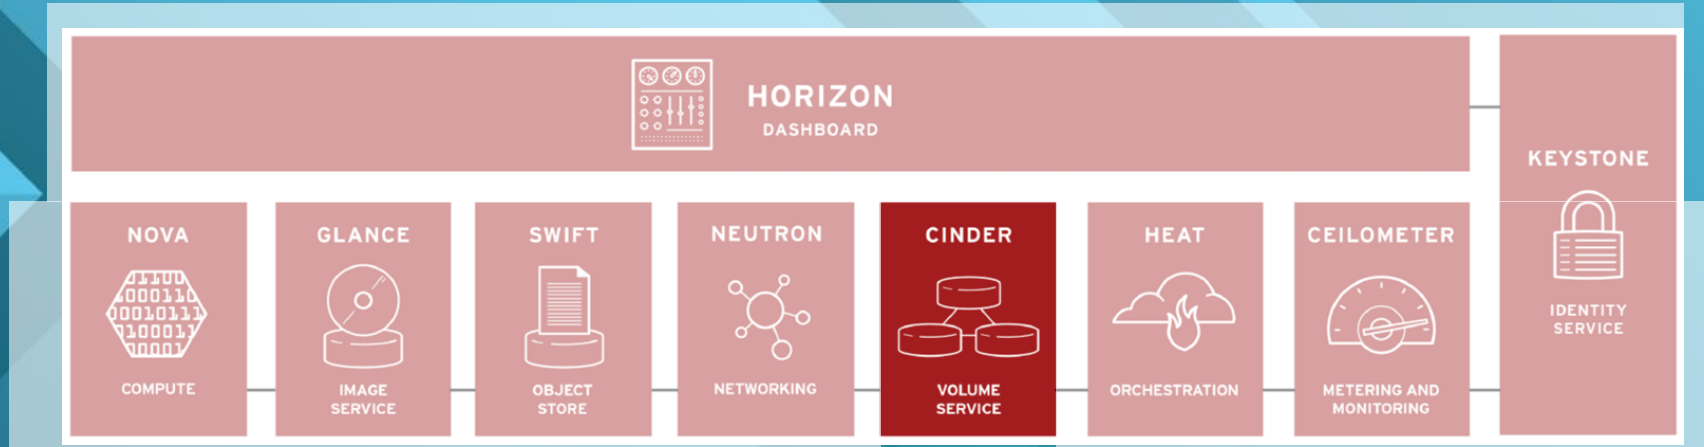 HORIZON
DASHBOARD
KEYSTONE
IDENTITY
SERVICE
NOVA
COMPUTE
GLANCE
IMAGE
SERVICE
SWIFT
OBJECT
STORE
NEUTRON
NETWORKING
CINDER
VOLUME
SERVICE
HEAT
ORCHESTRATION
CEILOMETER
METERING AND
MONITORING